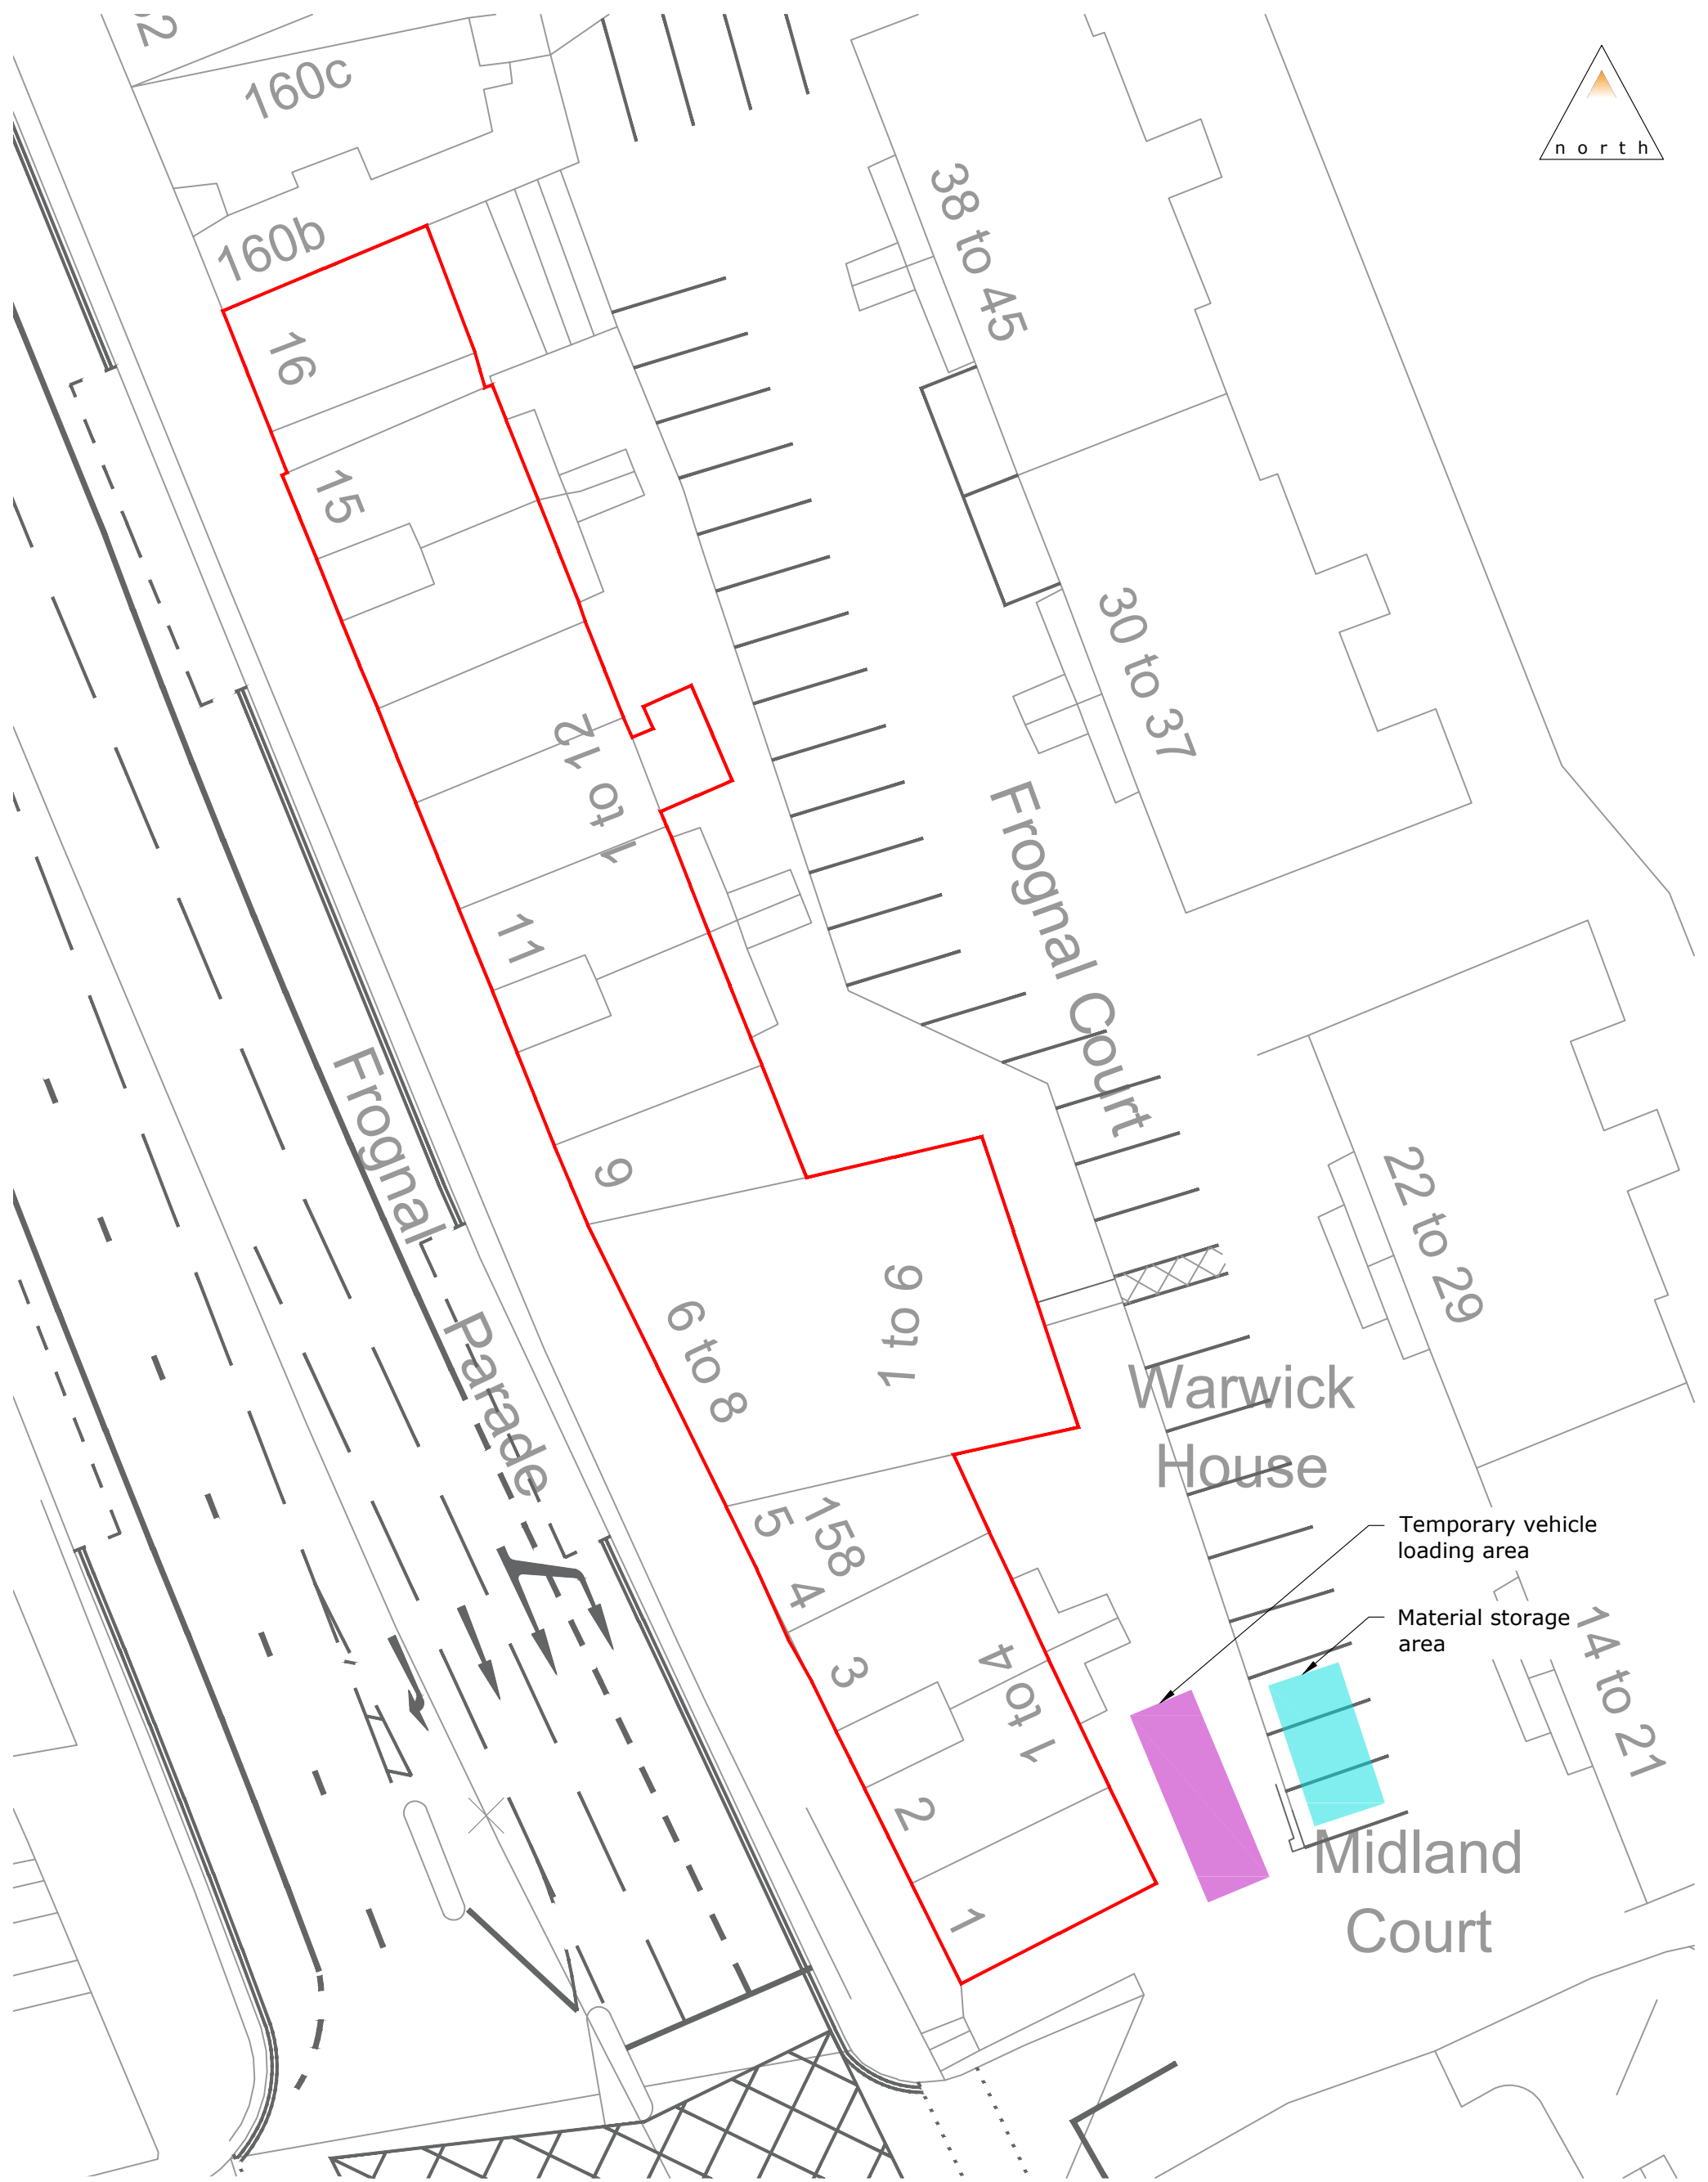 160c
north
160b
38 to 45
16
15
30 to 37
1 to 12
Frognal Court
11
Frognal
Parade
9
22 to 29
1 to 9
6 to 8
Warwick
House
5
158
4
Temporary vehicle
loading area
Material storage
area
3
1 to 4
14 to 21
2
Midland
Court
1